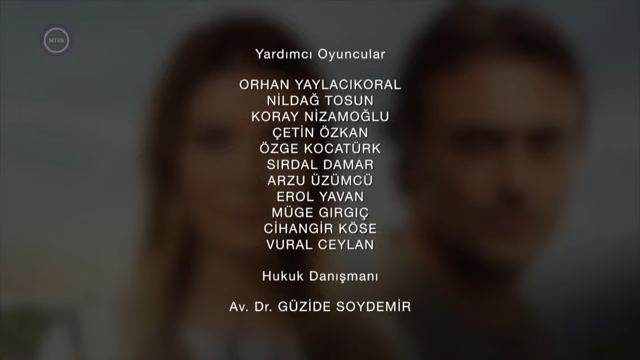 MTVA
Yardımcı Oyuncular
ORHAN YAYLACIKORAL
NİLDAĞ TOSUN
KORAY NİZAMOĞLU
ÇETİN ÖZKAN
ÖZGE KOCATÜRK
SIRDAL DAMAR
ARZU ÜZÜMCÜ
EROL YAVAN
MÜGE GIRGIÇ
CİHANGİR KÖSE
VURAL CEYLAN
Hukuk Danışmanı
Av. Dr. GÜZİDE SOYDEMİR